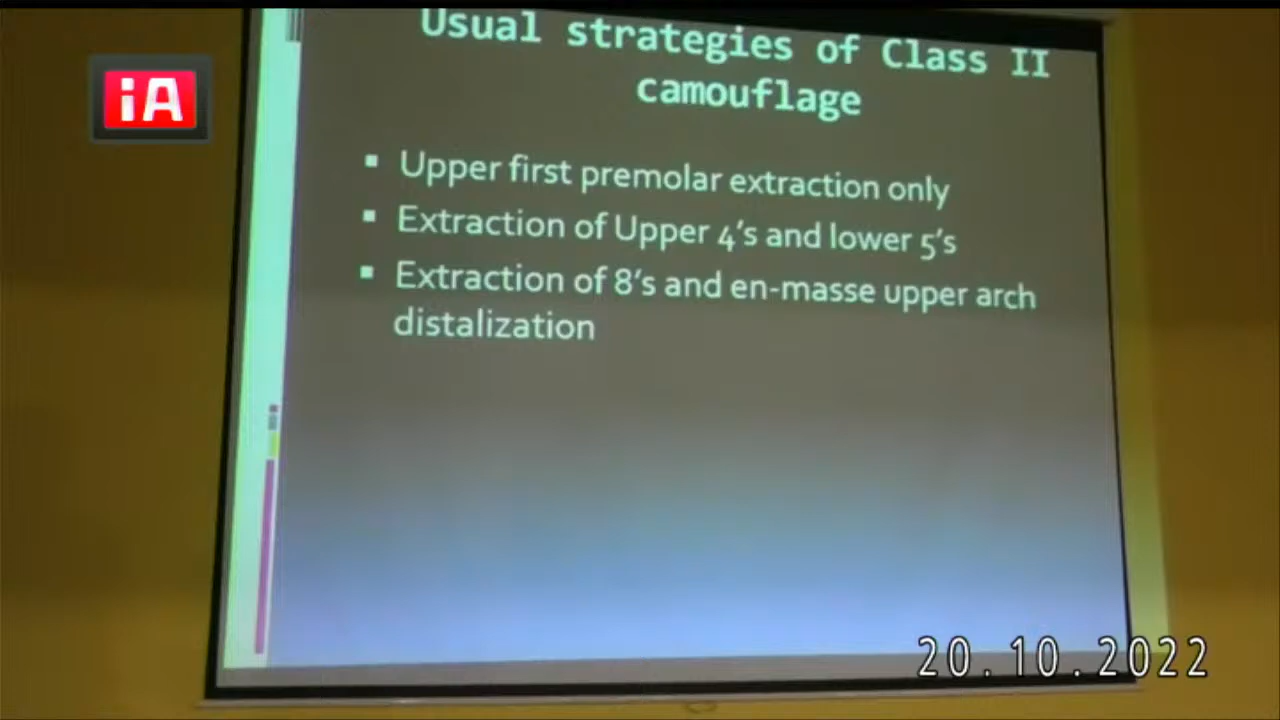 iA
Usual strategies of Class II
camouflage
▪ Upper first premolar extraction only
▪ Extraction of Upper 4's and lower 5's
▪ Extraction of 8's and en-masse upper arch
distalization
20.10.2022